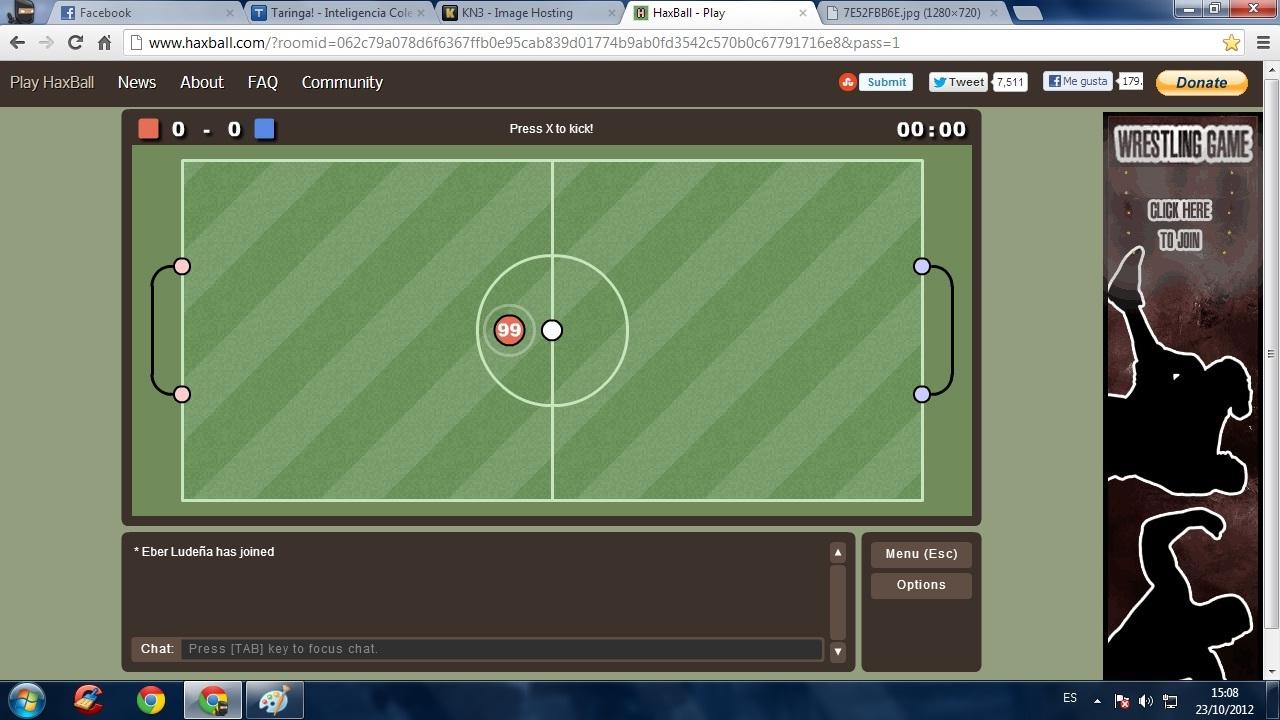 Facebook
Taringa! - Inteligencia Cole
KN3 - Image Hosting
HaxBall - Play
7E52FBB6E.jpg (1280×720)
www.haxball.com/?roomid=062c79a078d6f6367ffb0e95cab839d01774b9ab0fd3542c570b0c67791716e8&pass=1
Play HaxBall News About FAQ Community Submit Tweet 7,511 Me gusta 179. Donate
0 - 0 Press X to kick! 00:00
WRESTLING GAME
CLICK HERE
TO JOIN
99
* Eber Ludeña has joined
Menu (Esc)
Options
Chat: Press [TAB] key to focus chat.
ES
15:08
23/10/2012